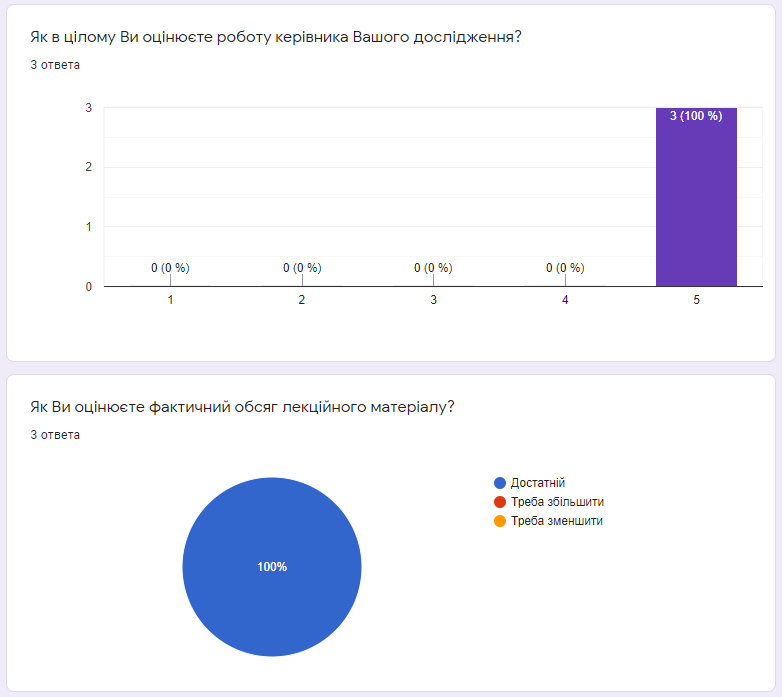 Як в цілому Ви оцінюєте роботу керівника Вашого дослідження?
3 ответа
3
2
1
0
0 (0 %)
0 (0 %)
0 (0 %)
0 (0 %)
3 (100 %)
1
2
3
4
5
Як Ви оцінюєте фактичний обсяг лекційного матеріалу?
3 ответа
100%
Достатній
Треба збільшити
Треба зменшити